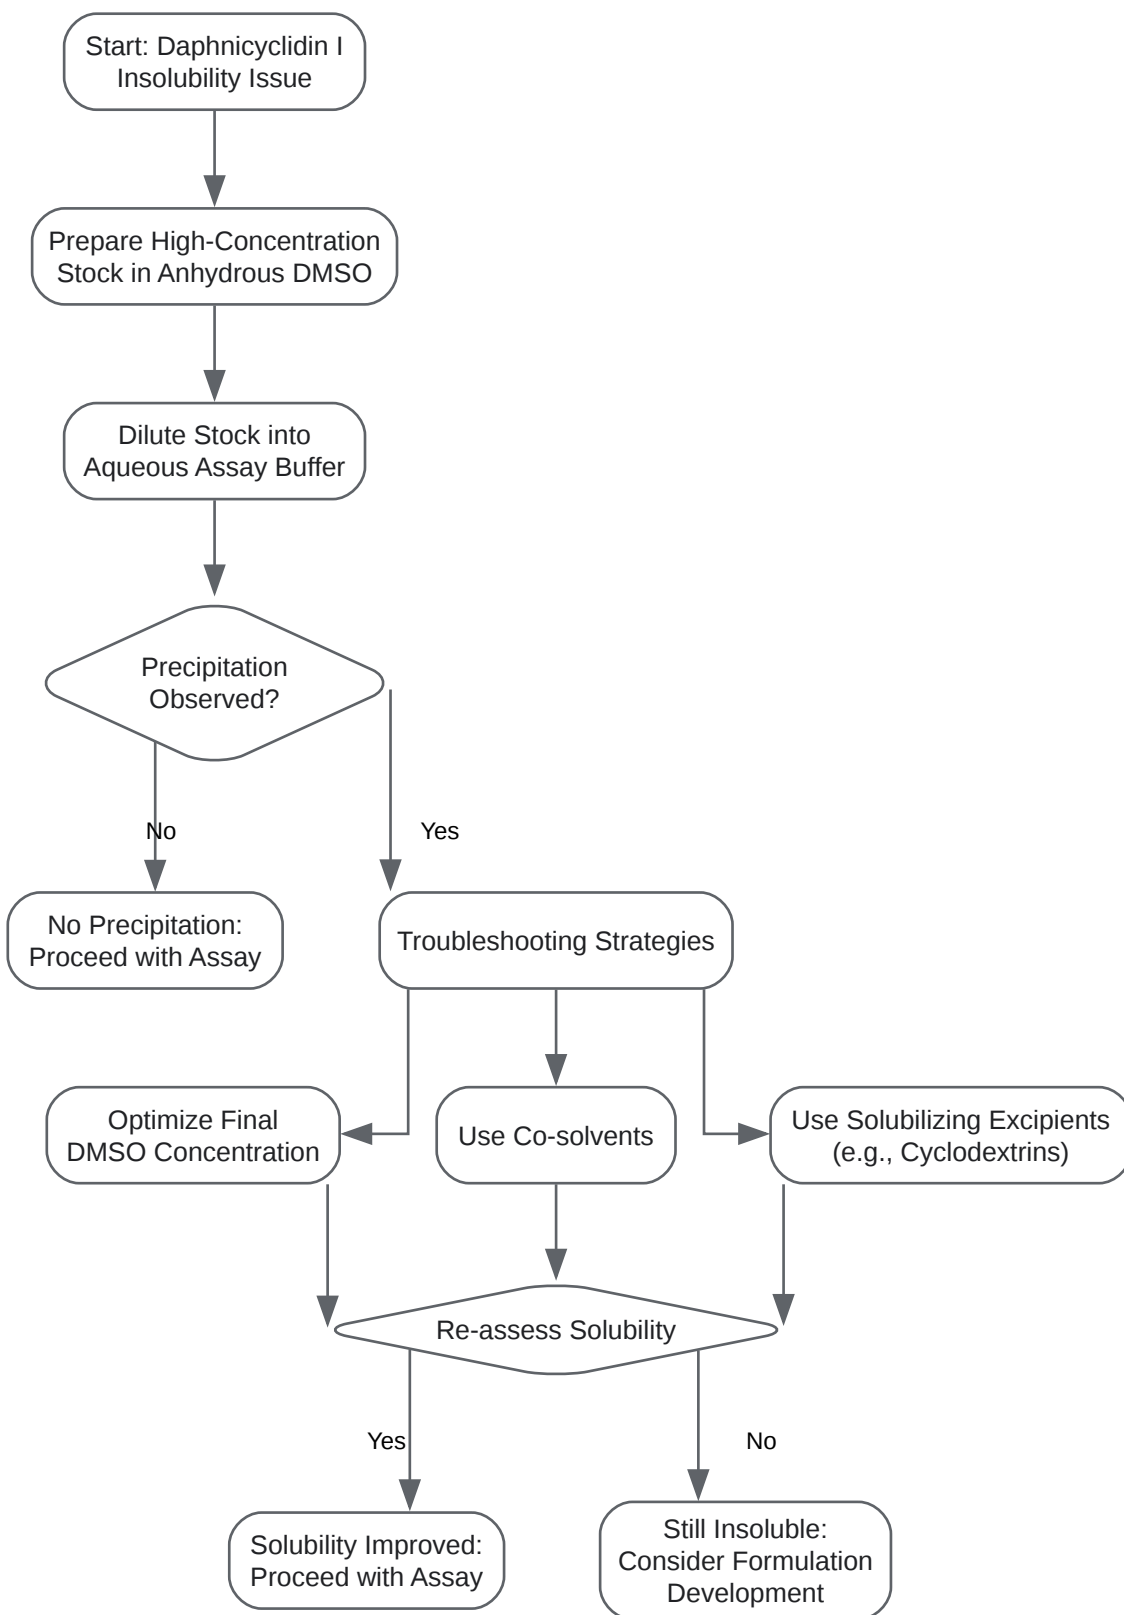 Start: Daphnicyclidin I
Insolubility Issue
Prepare High-Concentration
Stock in Anhydrous DMSO
Dilute Stock into
Aqueous Assay Buffer
Precipitation
Observed?
No
Yes
No Precipitation:
Proceed with Assay
Troubleshooting Strategies
Optimize Final
DMSO Concentration
Use Co-solvents
Use Solubilizing Excipients
(e.g., Cyclodextrins)
Re-assess Solubility
Yes
No
Solubility Improved:
Proceed with Assay
Still Insoluble:
Consider Formulation
Development